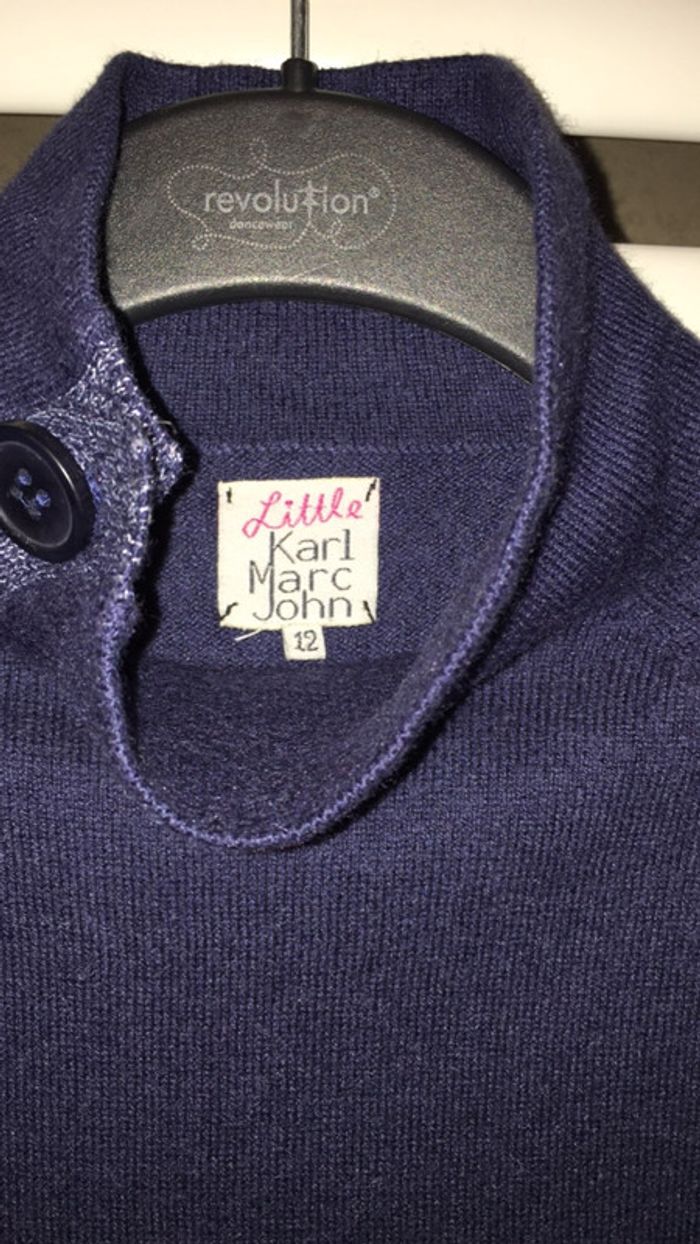 revolution®
dancewear
Little
Karl
Marc
John
12